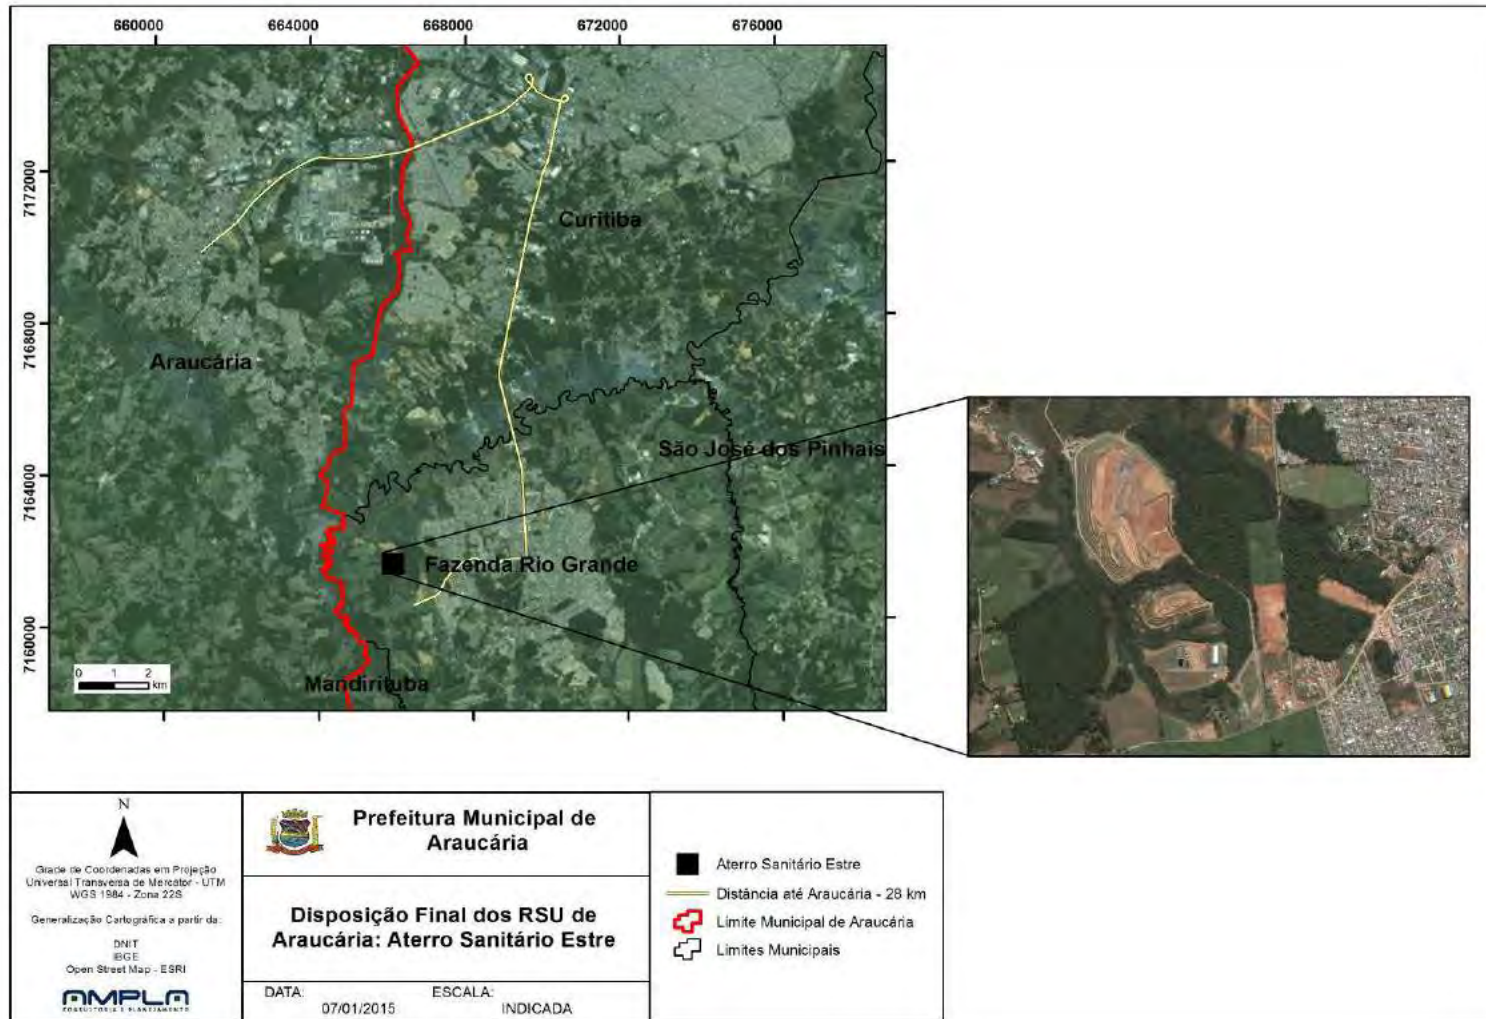 660000 664000 668000 672000 676000
7172000
7168000
7164000
7160000
Curitiba
Araucária
São José dos Pinhais
Fazenda Rio Grande
Mandirituba
0 1 2
km
N
Grade de Coordenadas em Projeção
Universal Transversa de Mercator - UTM
WGS 1984 - Zona 22S
Generalização Cartográfica a partir da:
DNIT
IBGE
Open Street Map - ESRI
AMPLA
CONSULTORIA E PLANEJAMENTO
Prefeitura Municipal de
Araucária
Disposição Final dos RSU de
Araucária: Aterro Sanitário Estre
DATA:
07/01/2015
ESCALA:
INDICADA
Aterro Sanitário Estre
Distância até Araucária - 28 km
Limite Municipal de Araucária
Limites Municipais